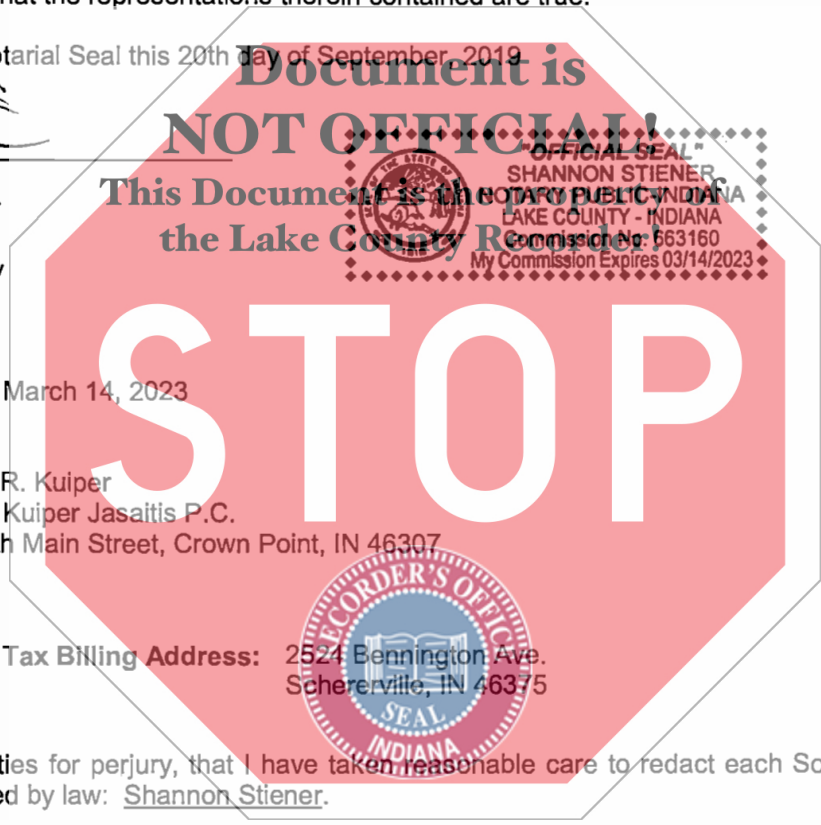 hat the representations therein contained are true.
tarial Seal this 20th day of September, 2019
Document is
NOT OFFICIAL!
"OFFICIAL SEAL"
SHANNON STIENER
This Document is the property of
NOTARY PUBLIC-INDIANA
LAKE COUNTY - INDIANA
the Lake County Recorder!
Commission No. 663160
My Commission Expires 03/14/2023
STOP
March 14, 2023
R. Kuiper
Kuiper Jasaitis P.C.
h Main Street, Crown Point, IN 46307
RECORDER'S OFFICE
Tax Billing Address: 2524 Bennington Ave.
Schererville, IN 46375
SEAL
INDIANA
ties for perjury, that I have taken reasonable care to redact each So
ed by law: Shannon Stiener.